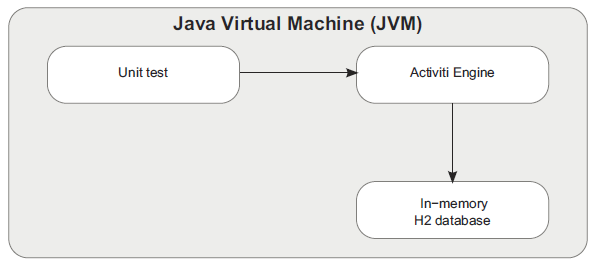 Java Virtual Machine (JVM)
Unit test
Activiti Engine
In−memory
H2 database